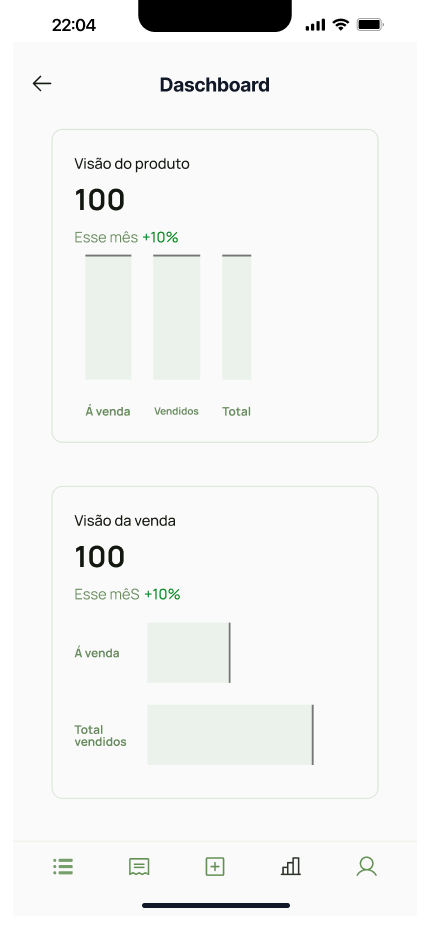 22:04
Daschboard
Visão do produto
100
Esse mês +10%
Á venda Vendidos Total
Visão da venda
100
Esse mêS +10%
Á venda
Total
vendidos